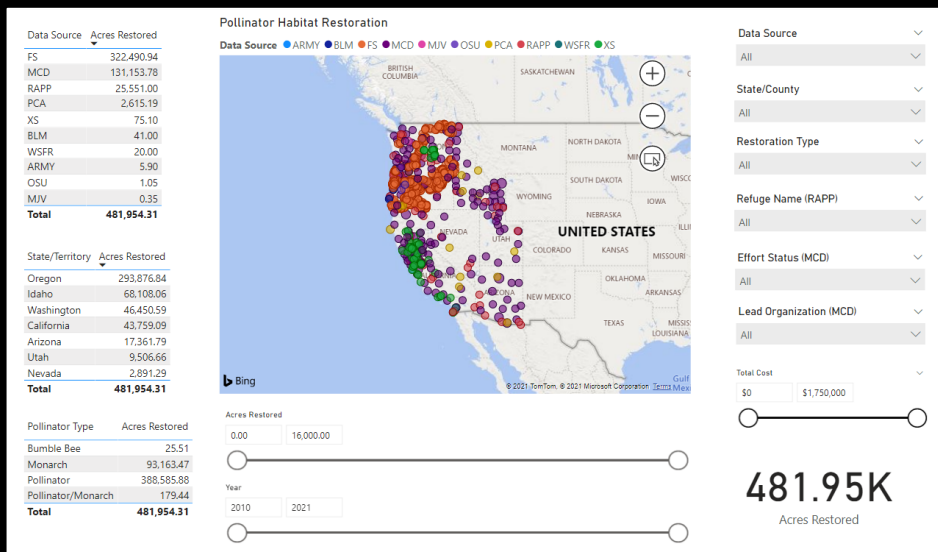 Pollinator Habitat Restoration
Data Source ARMY BLM FS MCD MJV OSU PCA RAPP WSFR XS
Data Source Acres Restored
FS 322,490.94
MCD 131,153.78
RAPP 25,551.00
PCA 2,615.19
XS 75.10
BLM 41.00
WSFR 20.00
ARMY 5.90
OSU 1.05
MJV 0.35
Total 481,954.31
State/Territory Acres Restored
Oregon 293,876.84
Idaho 68,108.06
Washington 46,450.59
California 43,759.09
Arizona 17,361.79
Utah 9,506.66
Nevada 2,891.29
Total 481,954.31
Pollinator Type Acres Restored
Bumble Bee 25.51
Monarch 93,163.47
Pollinator 388,585.88
Pollinator/Monarch 179.44
Total 481,954.31
BRITISH
COLUMBIA
SASKATCHEWAN
MONTANA
NORTH DAKOTA
SOUTH DAKOTA
WISC
WYOMING
IOWA
NEBRASKA
NEVADA
UTAH
UNITED STATES
ILLI
COLORADO
KANSAS
MISSOURI
OKLAHOMA
ARKANSAS
NEW MEXICO
TEXAS
MISSIS
LOUISIANA
Gulf
Mex
Bing
© 2021 TomTom, © 2021 Microsoft Corporation Terms
Acres Restored
0.00 16,000.00
Year
2010 2021
Data Source
All
State/County
All
Restoration Type
All
Refuge Name (RAPP)
All
Effort Status (MCD)
All
Lead Organization (MCD)
All
Total Cost
$0 $1,750,000
481.95K
Acres Restored